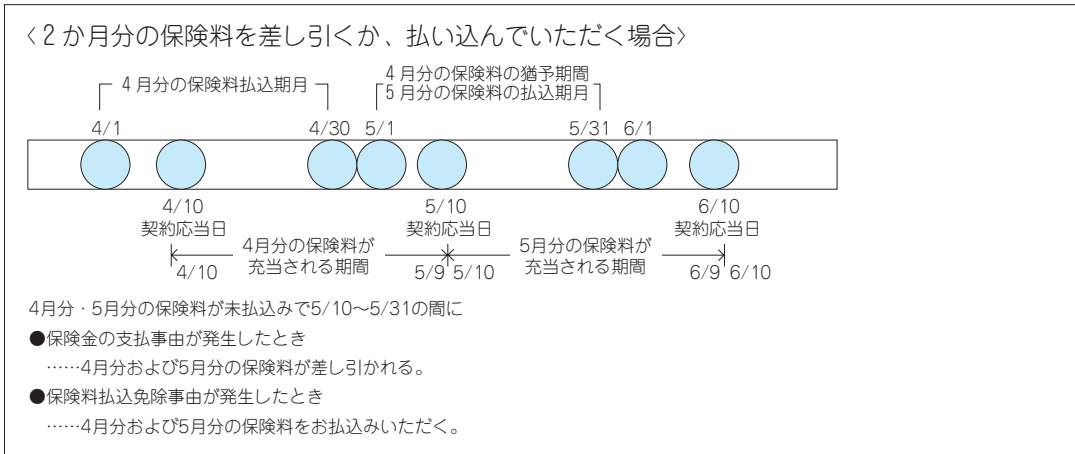 〈2か月分の保険料を差し引くか、払い込んでいただく場合〉
4月分の保険料払込期月
4月分の保険料の猶予期間
5月分の保険料の払込期月
4/1
4/30
5/1
5/31
6/1
4/10
契約応当日
5/10
契約応当日
6/10
契約応当日
4月分の保険料が
充当される期間
5月分の保険料が
充当される期間
4/10
5/9
5/10
6/9
6/10
4月分・5月分の保険料が未払込みで5/10～5/31の間に
●保険金の支払事由が発生したとき
……4月分および5月分の保険料が差し引かれる。
●保険料払込免除事由が発生したとき
……4月分および5月分の保険料をお払込みいただく。